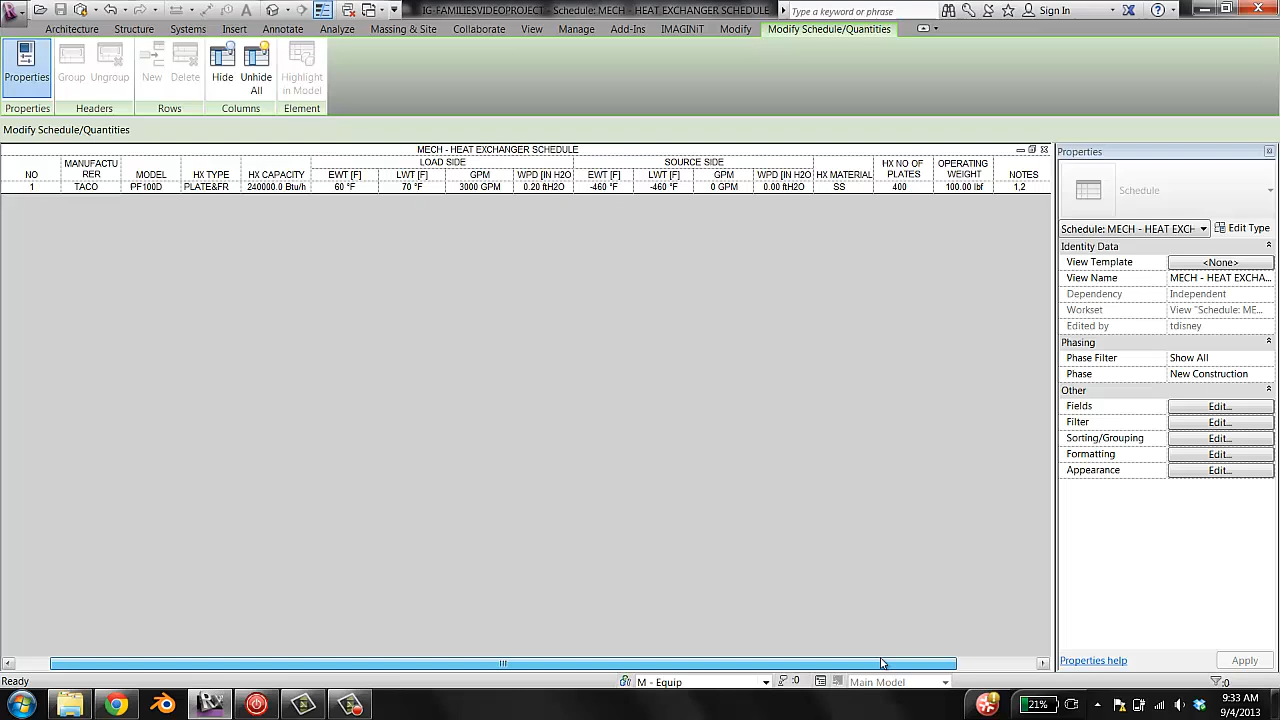 IG-FAMILIESVIDEOPROJECT - Schedule: MECH - HEAT EXCHANGER SCHEDULE
Type a keyword or phrase
Sign In
Architecture Structure Systems Insert Annotate Analyze Massing & Site Collaborate View Manage Add-Ins IMAGINiT Modify Modify Schedule/Quantities
Properties Group Ungroup New Delete Hide Unhide All Highlight in Model
Properties Headers Rows Columns Element
Modify Schedule/Quantities
MECH - HEAT EXCHANGER SCHEDULE
LOAD SIDE SOURCE SIDE
NO MANUFACTU RER MODEL HX TYPE HX CAPACITY EWT [F] LWT [F] GPM WPD [IN H2O EWT [F] LWT [F] GPM WPD [IN H2O HX MATERIAL HX NO OF PLATES OPERATING WEIGHT NOTES
1 TACO PF100D PLATE&FR 240000.0 Btu/h 60 °F 70 °F 3000 GPM 0.20 ftH2O -460 °F -460 °F 0 GPM 0.00 ftH2O SS 400 100.00 lbf 1,2
Properties
Schedule
Schedule: MECH - HEAT EXCH Edit Type
Identity Data
View Template <None>
View Name MECH - HEAT EXCHA...
Dependency Independent
Workset View "Schedule: ME...
Edited by tdisney
Phasing
Phase Filter Show All
Phase New Construction
Other
Fields Edit...
Filter Edit...
Sorting/Grouping Edit...
Formatting Edit...
Appearance Edit...
Properties help Apply
Ready M - Equip :0 Main Model :0
21% 9:33 AM
9/4/2013